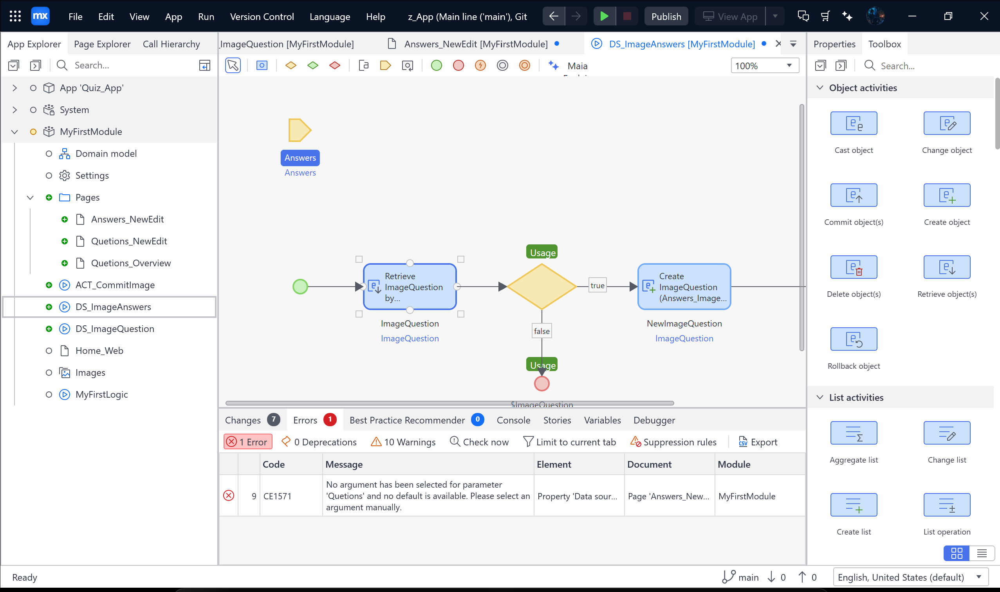 mx File Edit View App Run Version Control Language Help z_App (Main line ('main'), Git Publish View App
App Explorer Page Explorer Call Hierarchy
Search...
App 'Quiz_App'
System
MyFirstModule
Domain model
Settings
Pages
Answers_NewEdit
Quetions_NewEdit
Quetions_Overview
ACT_CommitImage
DS_ImageAnswers
DS_ImageQuestion
Home_Web
Images
MyFirstLogic
_ImageQuestion [MyFirstModule] Answers_NewEdit [MyFirstModule] DS_ImageAnswers [MyFirstModule]
Maia
100%
Answers
Answers
Usage
Retrieve
ImageQuestion
by...
ImageQuestion
ImageQuestion
true
false
Create
ImageQuestion
(Answers_Image...
NewImageQuestion
ImageQuestion
Usage
$ImageQuestion
Changes 7 Errors 1 Best Practice Recommender 0 Console Stories Variables Debugger
1 Error 0 Deprecations 10 Warnings Check now Limit to current tab Suppression rules CSV Export
Code Message Element Document Module
No argument has been selected for parameter
9 CE1571 'Quetions' and no default is available. Please select an Property 'Data sour... Page 'Answers_New... MyFirstModule
argument manually.
Properties Toolbox
Search...
Object activities
Cast object Change object
Commit object(s) Create object
Delete object(s) Retrieve object(s)
Rollback object
List activities
Aggregate list Change list
Create list List operation
Ready main 0 0 English, United States (default)